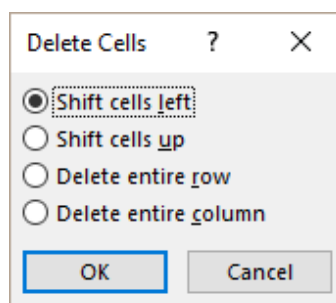 Delete Cells ?
Shift cells left
Shift cells up
Delete entire row
Delete entire column
OK Cancel